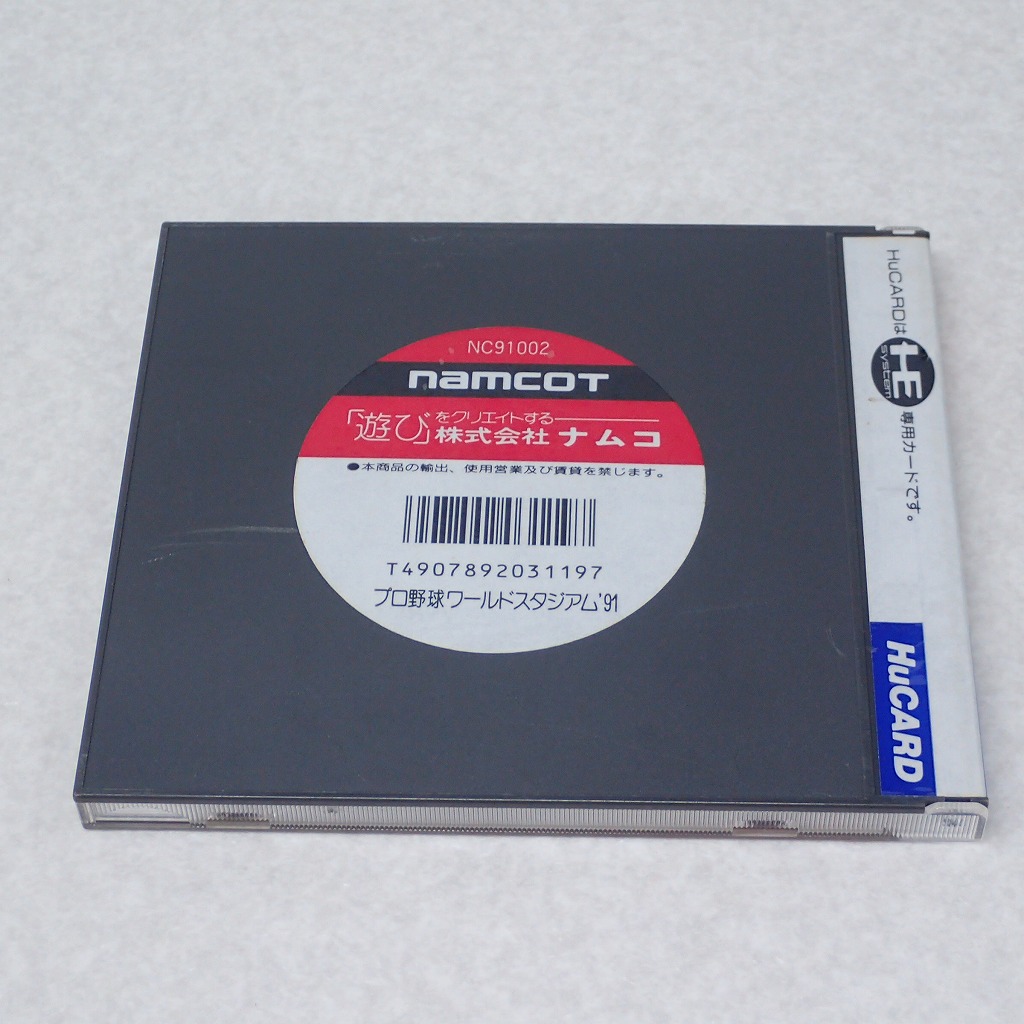 NC91002
namcot
「遊び」をクリエイトする
株式会社ナムコ
●本商品の輸出、使用営業及び賃貸を禁じます。
T4907892031197
プロ野球ワールドスタジアム'91
HuCARDは HE system 専用カードです。
HuCARD